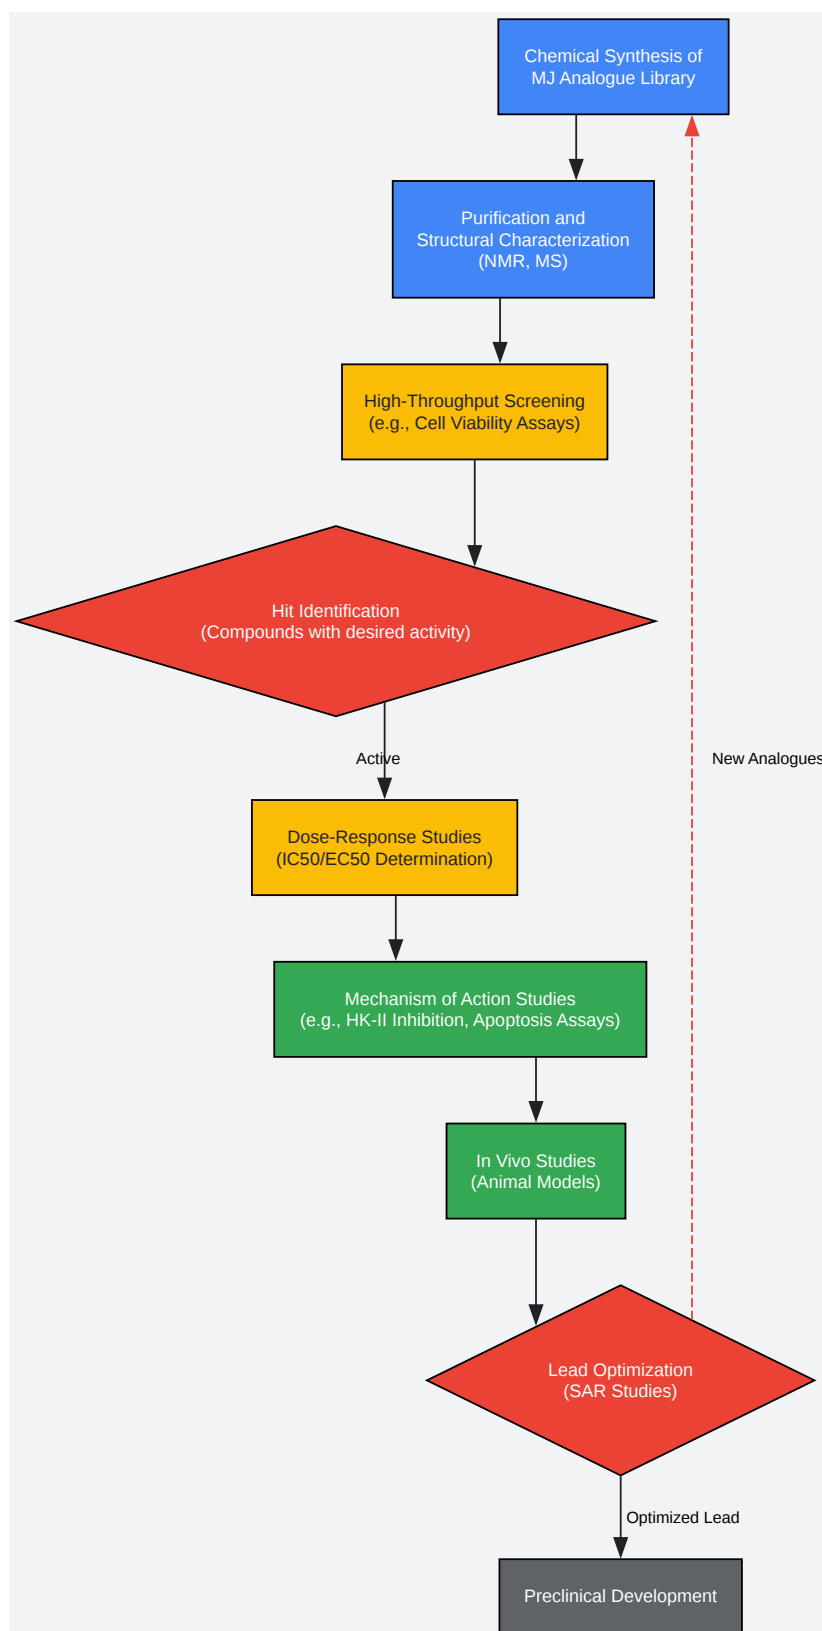 Chemical Synthesis of
MJ Analogue Library
Purification and
Structural Characterization
(NMR, MS)
High-Throughput Screening
(e.g., Cell Viability Assays)
Hit Identification
(Compounds with desired activity)
Active
New Analogues
Dose-Response Studies
(IC50/EC50 Determination)
Mechanism of Action Studies
(e.g., HK-II Inhibition, Apoptosis Assays)
In Vivo Studies
(Animal Models)
Lead Optimization
(SAR Studies)
Optimized Lead
Preclinical Development